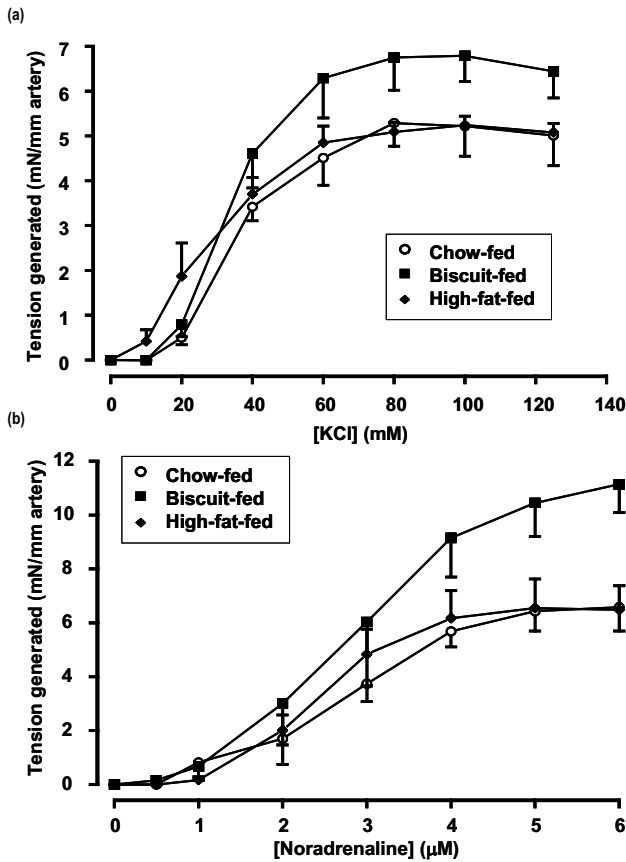 (a)
Tension generated (mN/mm artery)
7
6
5
4
3
2
1
0
Chow-fed
Biscuit-fed
High-fat-fed
0 20 40 60 80 100 120 140
[KCl] (mM)
(b)
Tension generated (mN/mm artery)
12
10
8
6
4
2
0
Chow-fed
Biscuit-fed
High-fat-fed
0 1 2 3 4 5 6
[Noradrenaline] (µM)